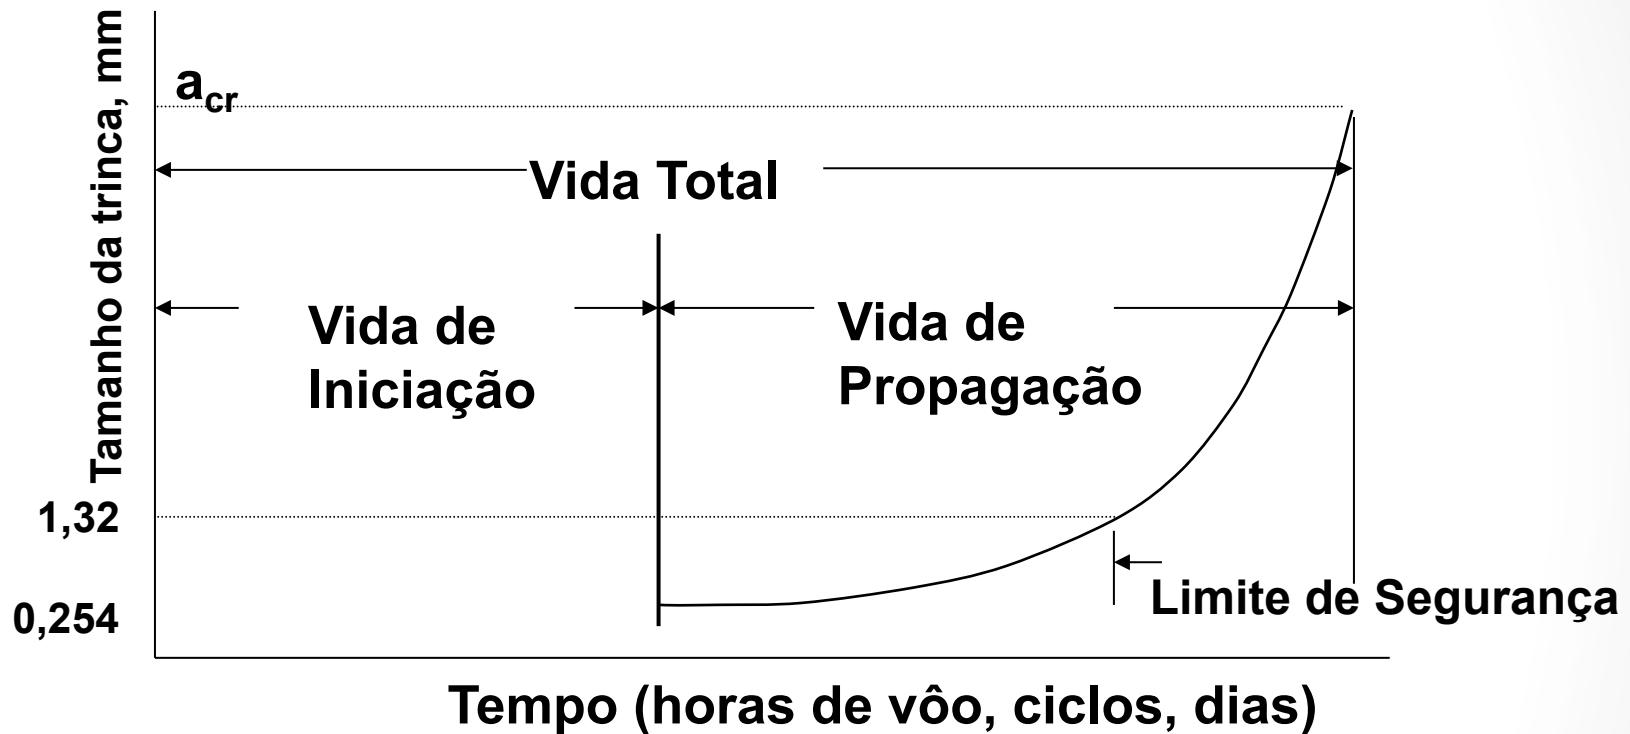 Tamanho da trinca, mm
a_cr
Vida Total
Vida de
Iniciação
Vida de
Propagação
1,32
0,254
Limite de Segurança
Tempo (horas de vôo, ciclos, dias)